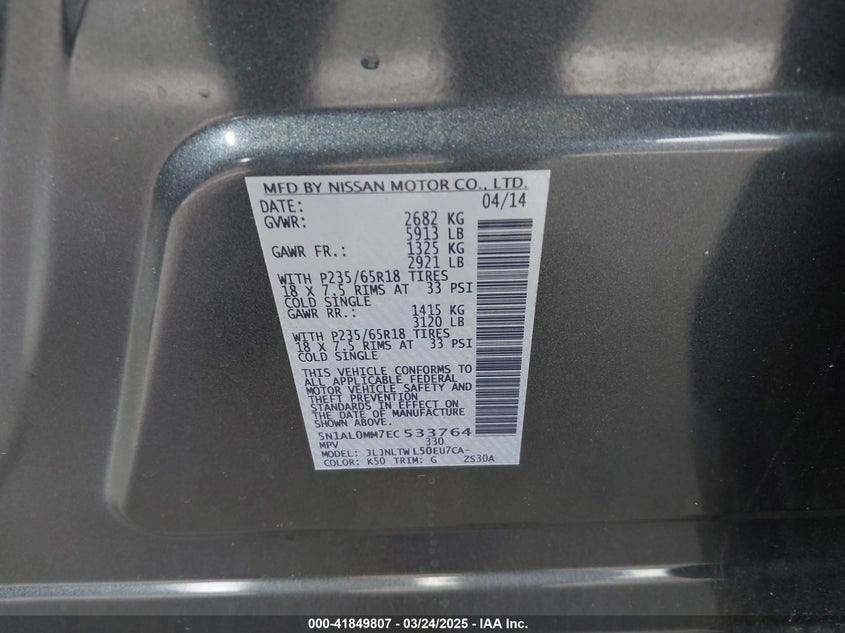 MFD BY NISSAN MOTOR CO., LTD.
DATE: 04/14
GVWR: 2682 KG
5913 LB
GAWR FR.: 1325 KG
2921 LB
WITH P235/65R18 TIRES
18 X 7.5 RIMS AT 33 PSI
COLD SINGLE
GAWR RR.: 1415 KG
3120 LB
WITH P235/65R18 TIRES
18 X 7.5 RIMS AT 33 PSI
COLD SINGLE
THIS VEHICLE CONFORMS TO
ALL APPLICABLE FEDERAL
MOTOR VEHICLE SAFETY AND
THEFT PREVENTION
STANDARDS IN EFFECT ON
THE DATE OF MANUFACTURE
SHOWN ABOVE.
5N1AL0MM7EC533764
MPV 330
MODEL: JLJNLTW L50EU7CA-
COLOR: K50 TRIM: G ZS30A
000-41849807 - 03/24/2025 - IAA Inc.